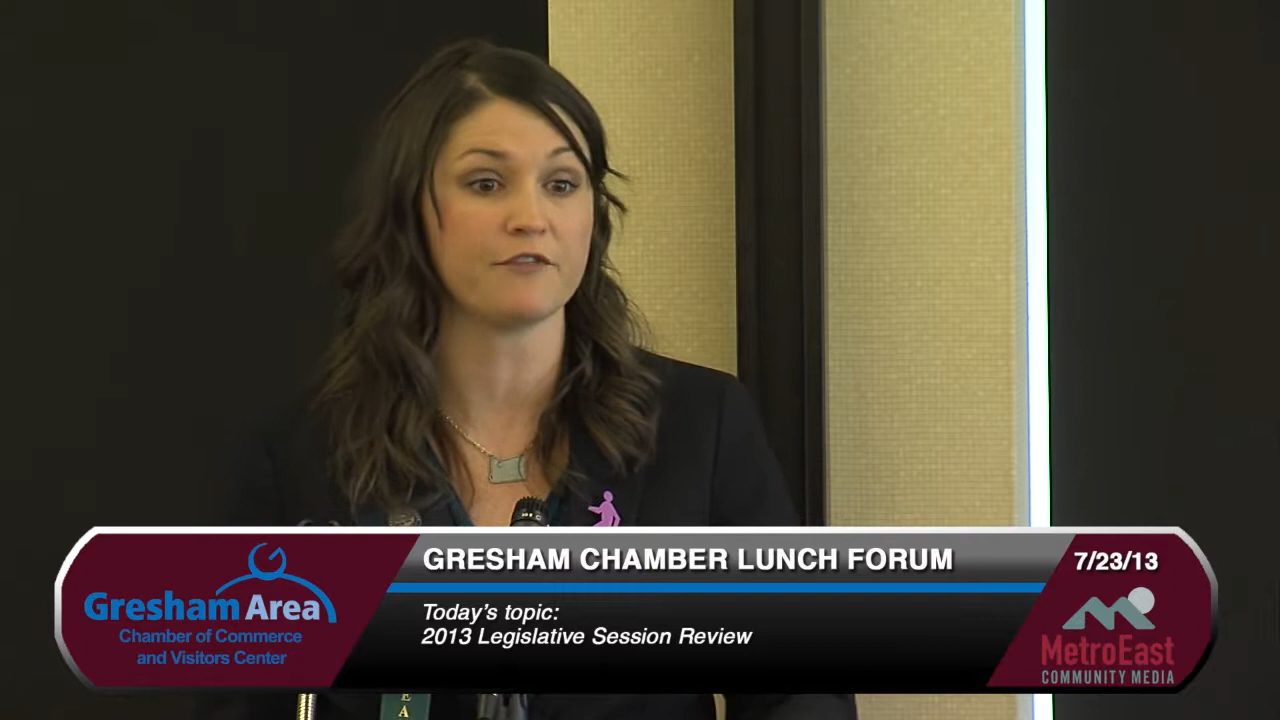 GRESHAM CHAMBER LUNCH FORUM
7/23/13
Today's topic:
2013 Legislative Session Review
Gresham Area
Chamber of Commerce
and Visitors Center
MetroEast
COMMUNITY MEDIA
E
A